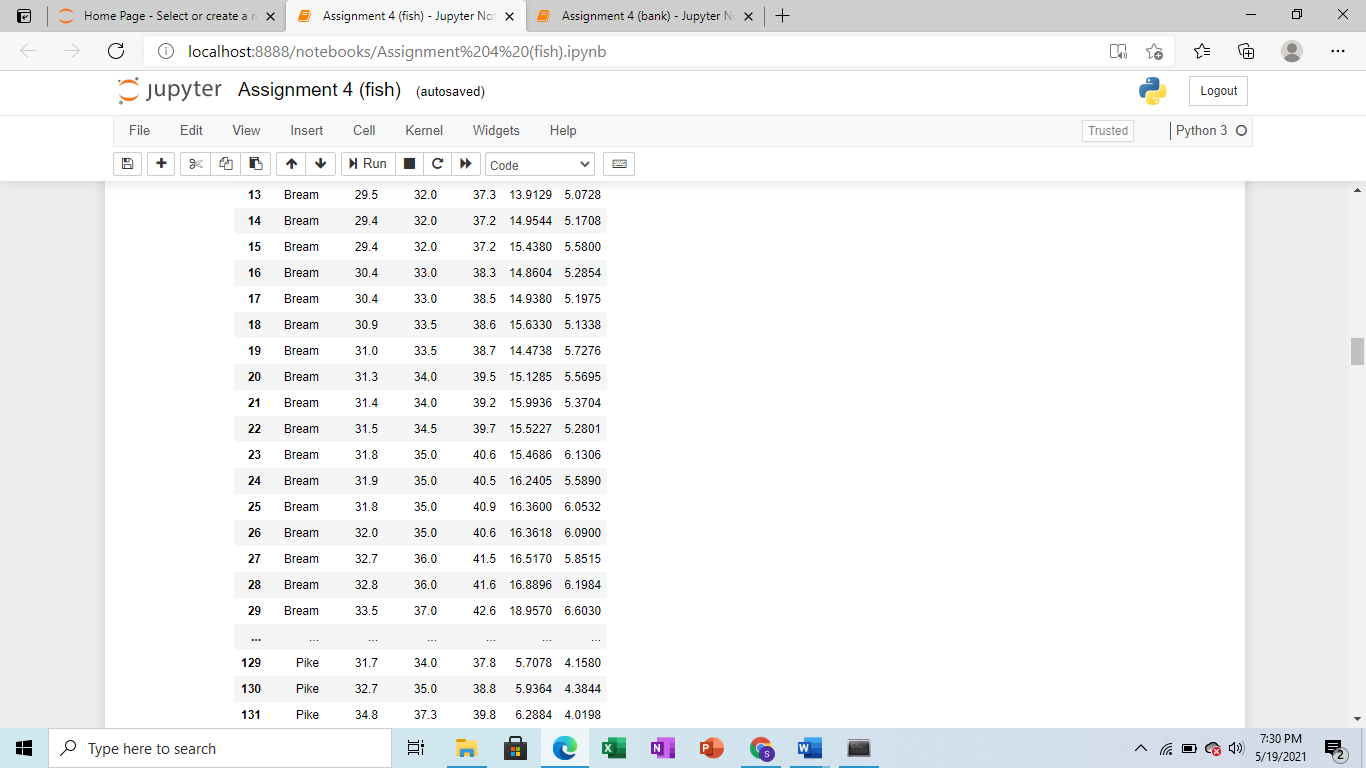 Home Page - Select or create a n
Assignment 4 (fish) - Jupyter Not
Assignment 4 (bank) - Jupyter N
localhost:8888/notebooks/Assignment%204%20(fish).ipynb
jupyter Assignment 4 (fish) (autosaved)
Logout
File Edit View Insert Cell Kernel Widgets Help
Trusted
Python 3
Run
Code
13 Bream 29.5 32.0 37.3 13.9129 5.0728
14 Bream 29.4 32.0 37.2 14.9544 5.1708
15 Bream 29.4 32.0 37.2 15.4380 5.5800
16 Bream 30.4 33.0 38.3 14.8604 5.2854
17 Bream 30.4 33.0 38.5 14.9380 5.1975
18 Bream 30.9 33.5 38.6 15.6330 5.1338
19 Bream 31.0 33.5 38.7 14.4738 5.7276
20 Bream 31.3 34.0 39.5 15.1285 5.5695
21 Bream 31.4 34.0 39.2 15.9936 5.3704
22 Bream 31.5 34.5 39.7 15.5227 5.2801
23 Bream 31.8 35.0 40.6 15.4686 6.1306
24 Bream 31.9 35.0 40.5 16.2405 5.5890
25 Bream 31.8 35.0 40.9 16.3600 6.0532
26 Bream 32.0 35.0 40.6 16.3618 6.0900
27 Bream 32.7 36.0 41.5 16.5170 5.8515
28 Bream 32.8 36.0 41.6 16.8896 6.1984
29 Bream 33.5 37.0 42.6 18.9570 6.6030
... ... ... ... ... ... ...
129 Pike 31.7 34.0 37.8 5.7078 4.1580
130 Pike 32.7 35.0 38.8 5.9364 4.3844
131 Pike 34.8 37.3 39.8 6.2884 4.0198
Type here to search
7:30 PM
5/19/2021
2